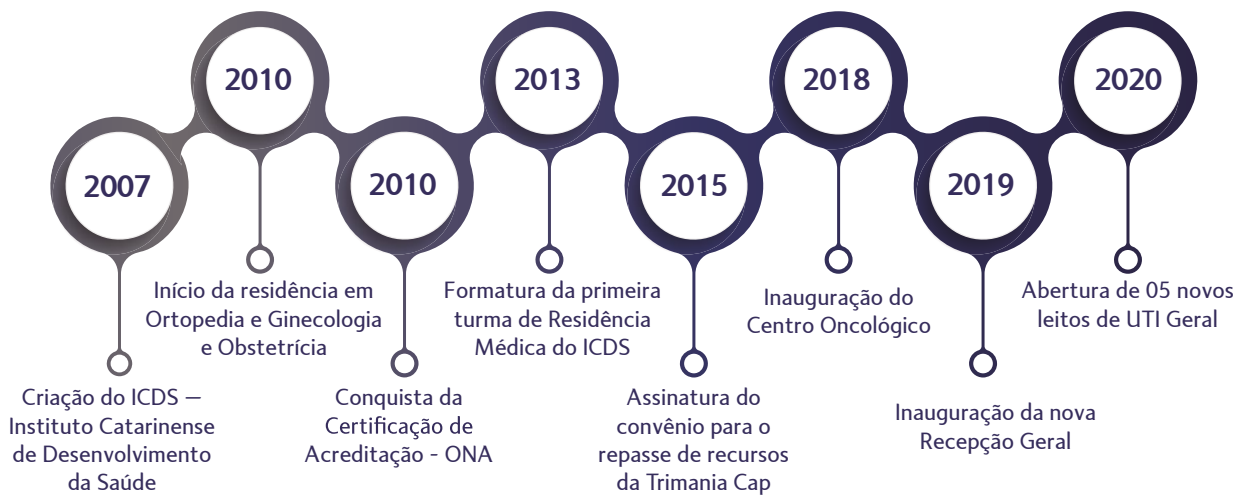 2007
Criação do ICDS –
Instituto Catarinense
de Desenvolvimento
da Saúde
2010
Início da residência em
Ortopedia e Ginecologia
e Obstetrícia
2010
Conquista da
Certificação de
Acreditação - ONA
2013
Formatura da primeira
turma de Residência
Médica do ICDS
2015
Assinatura do
convênio para o
repasse de recursos
da Trimania Cap
2018
Inauguração do
Centro Oncológico
2019
Inauguração da nova
Recepção Geral
2020
Abertura de 05 novos
leitos de UTI Geral